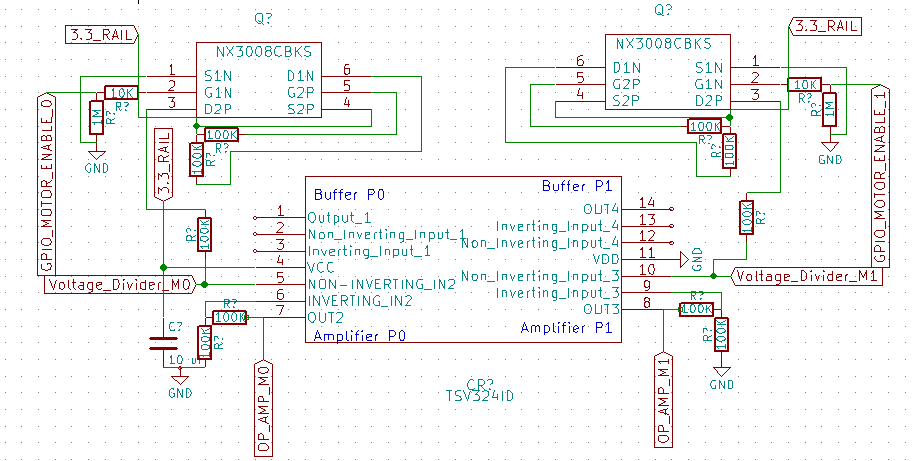 Q?
Q?
3.3_RAIL
3.3_RAIL
NX3008CBKS
NX3008CBKS
1 S1N D1N 6
2 G1N G2P 5
3 D2P S2P 4
6 D1N S1N 1
5 G2P G1N 2
4 S2P D2P 3
10K
R?
1M
R?
GND
100K
R?
100K
R?
10K
R?
1M
R?
GND
100K
R?
100K
R?
GPIO_MOTOR_ENABLE_0
3.3_RAIL
GPIO_MOTOR_ENABLE_1
Buffer P0
Buffer P1
1 Output_1
2 Non_Inverting_Input_1
3 Inverting_Input_1
4 VCC
5 NON-INVERTING_IN2
6 INVERTING_IN2
7 OUT2
OUT4 14
Inverting_Input_4 13
Non_Inverting_Input_4 12
VDD 11
Non_Inverting_Input_3 10
Inverting_Input_3 9
OUT3 8
GND
100K
R?
100K
R?
Voltage_Divider_M0
Voltage_Divider_M1
R?
100K
100K
R?
R?
100K
100K
R?
C?
10 u
GND
GND
Amplifier P0
Amplifier P1
OP_AMP_M0
OP_AMP_M1
CR?
TSV324ID